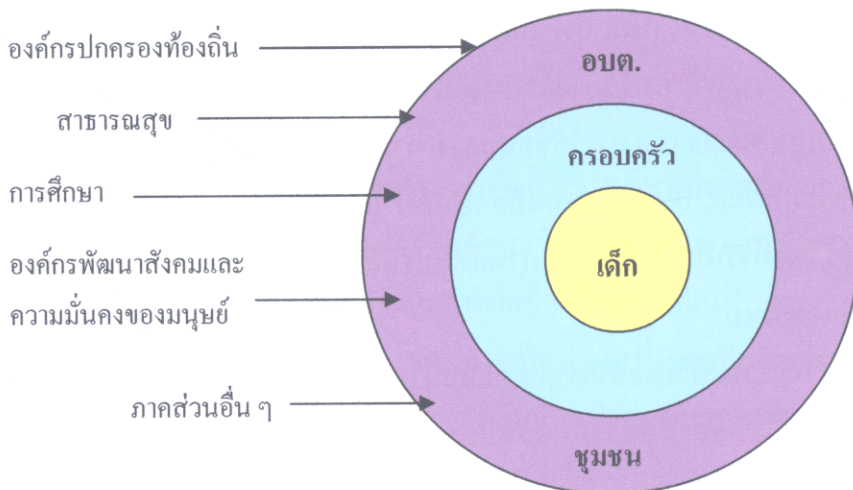 องค์กรปกครองท้องถิ่น
สาธารณสุข
การศึกษา
องค์กรพัฒนาสังคมและ
ความมั่นคงของมนุษย์
ภาคส่วนอื่น ๆ
อบต.
ครอบครัว
เด็ก
ชุมชน